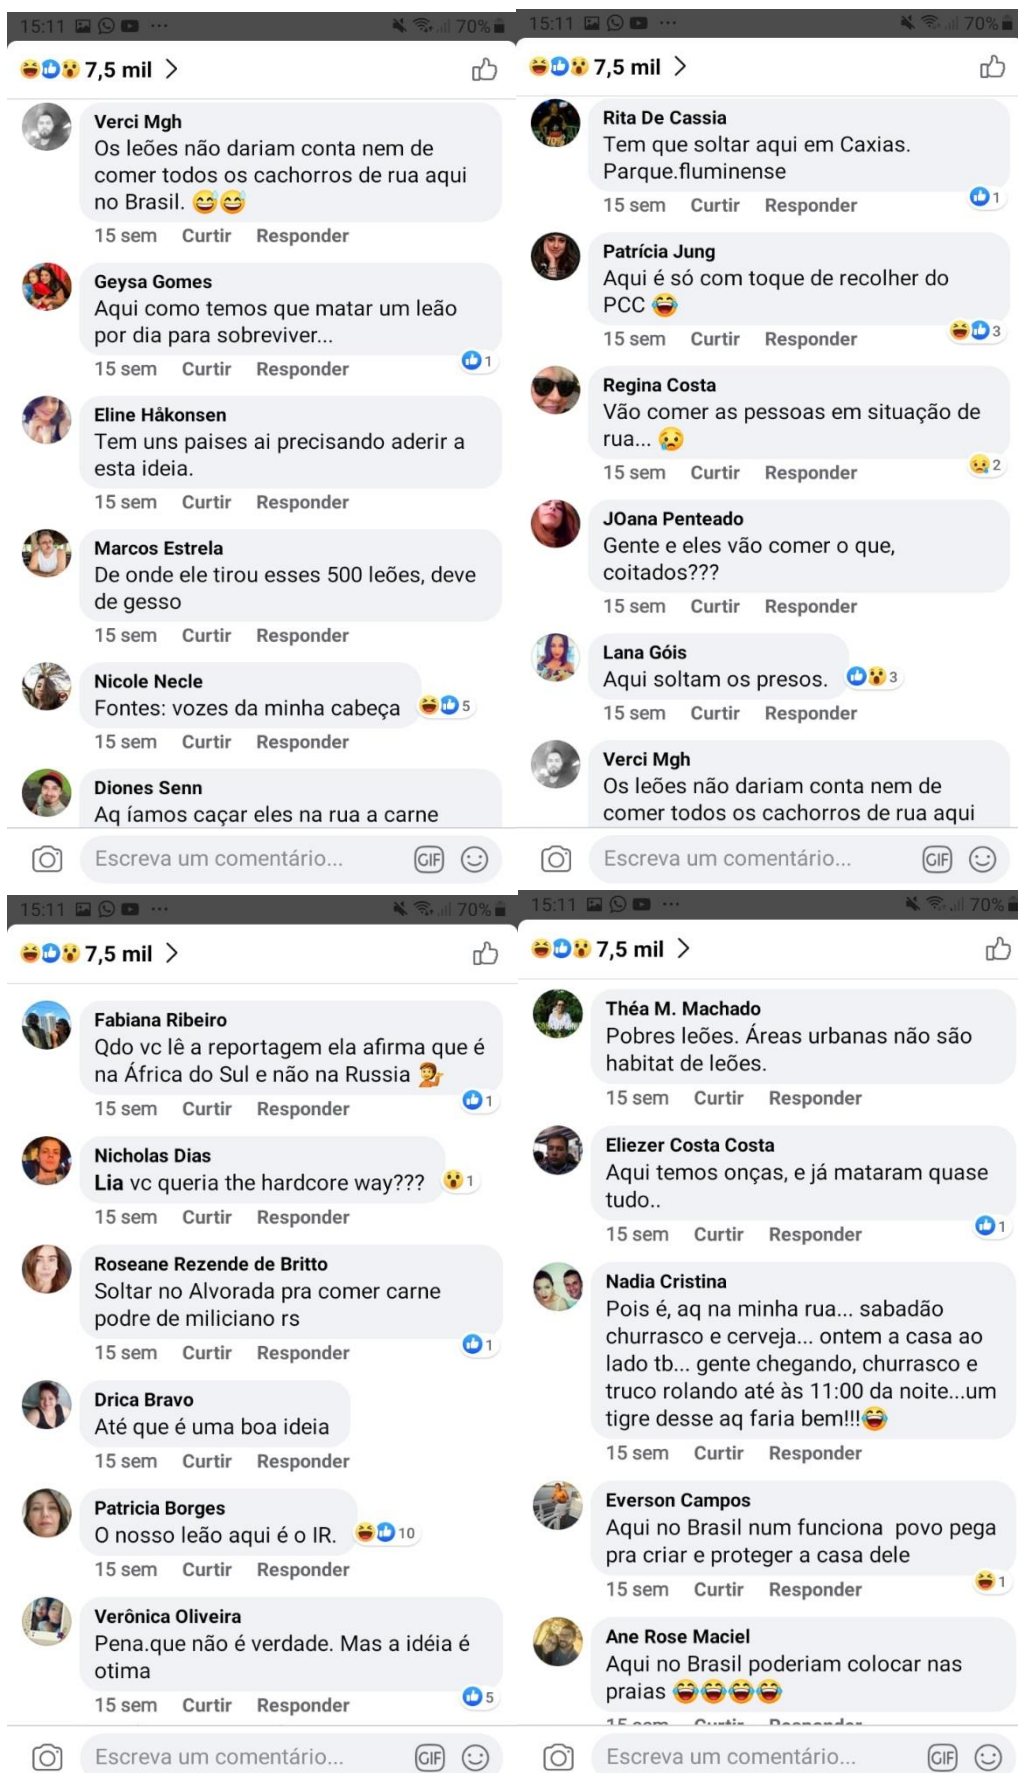 15:11 ... 70%
7,5 mil >
Verci Mgh
Os leões não dariam conta nem de
comer todos os cachorros de rua aqui
no Brasil. 😅😅
15 sem Curtir Responder
Geysa Gomes
Aqui como temos que matar um leão
por dia para sobreviver...
15 sem Curtir Responder 1
Eline Håkonsen
Tem uns paises ai precisando aderir a
esta ideia.
15 sem Curtir Responder
Marcos Estrela
De onde ele tirou esses 500 leões, deve
de gesso
15 sem Curtir Responder
Nicole Necle
Fontes: vozes da minha cabeça 5
15 sem Curtir Responder
Diones Senn
Aq íamos caçar eles na rua a carne
Escreva um comentário... GIF
15:11 ... 70%
7,5 mil >
Rita De Cassia
Tem que soltar aqui em Caxias.
Parque.fluminense
15 sem Curtir Responder 1
Patrícia Jung
Aqui é só com toque de recolher do
PCC 😂
15 sem Curtir Responder 3
Regina Costa
Vão comer as pessoas em situação de
rua... 😢
15 sem Curtir Responder 2
JOana Penteado
Gente e eles vão comer o que,
coitados???
15 sem Curtir Responder
Lana Góis
Aqui soltam os presos. 3
15 sem Curtir Responder
Verci Mgh
Os leões não dariam conta nem de
comer todos os cachorros de rua aqui
Escreva um comentário... GIF
15:11 ... 70%
7,5 mil >
Fabiana Ribeiro
Qdo vc lê a reportagem ela afirma que é
na África do Sul e não na Russia 💁
15 sem Curtir Responder 1
Nicholas Dias
Lia vc queria the hardcore way??? 1
15 sem Curtir Responder
Roseane Rezende de Britto
Soltar no Alvorada pra comer carne
podre de miliciano rs
15 sem Curtir Responder 1
Drica Bravo
Até que é uma boa ideia
15 sem Curtir Responder
Patricia Borges
O nosso leão aqui é o IR. 10
15 sem Curtir Responder
Verônica Oliveira
Pena.que não é verdade. Mas a idéia é
otima
15 sem Curtir Responder 5
Escreva um comentário... GIF
15:11 ... 70%
7,5 mil >
Théa M. Machado
Pobres leões. Áreas urbanas não são
habitat de leões.
15 sem Curtir Responder
Eliezer Costa Costa
Aqui temos onças, e já mataram quase
tudo..
15 sem Curtir Responder 1
Nadia Cristina
Pois é, aq na minha rua... sabadão
churrasco e cerveja... ontem a casa ao
lado tb... gente chegando, churrasco e
truco rolando até às 11:00 da noite...um
tigre desse aq faria bem!!!😂
15 sem Curtir Responder
Everson Campos
Aqui no Brasil num funciona povo pega
pra criar e proteger a casa dele
15 sem Curtir Responder 1
Ane Rose Maciel
Aqui no Brasil poderiam colocar nas
praias 😂😂😂😂
15 sem Curtir Responder
Escreva um comentário... GIF